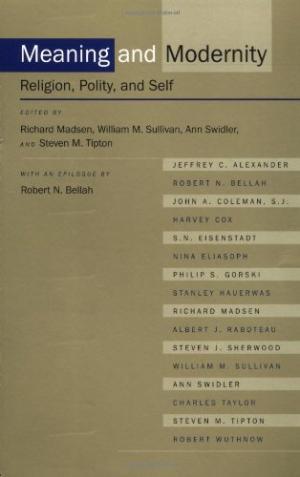 Meaning and Modernity
Religion, Polity, and Self
EDITED BY
Richard Madsen, William M. Sullivan, Ann Swidler,
AND Steven M. Tipton
WITH AN EPILOGUE BY
Robert N. Bellah
JEFFREY C. ALEXANDER
ROBERT N. BELLAH
JOHN A. COLEMAN, S.J.
HARVEY COX
S.N. EISENSTADT
NINA ELIASOPH
PHILIP S. GORSKI
STANLEY HAUERWAS
RICHARD MADSEN
ALBERT J. RABOTEAU
STEVEN J. SHERWOOD
WILLIAM M. SULLIVAN
ANN SWIDLER
CHARLES TAYLOR
STEVEN M. TIPTON
ROBERT WUTHNOW